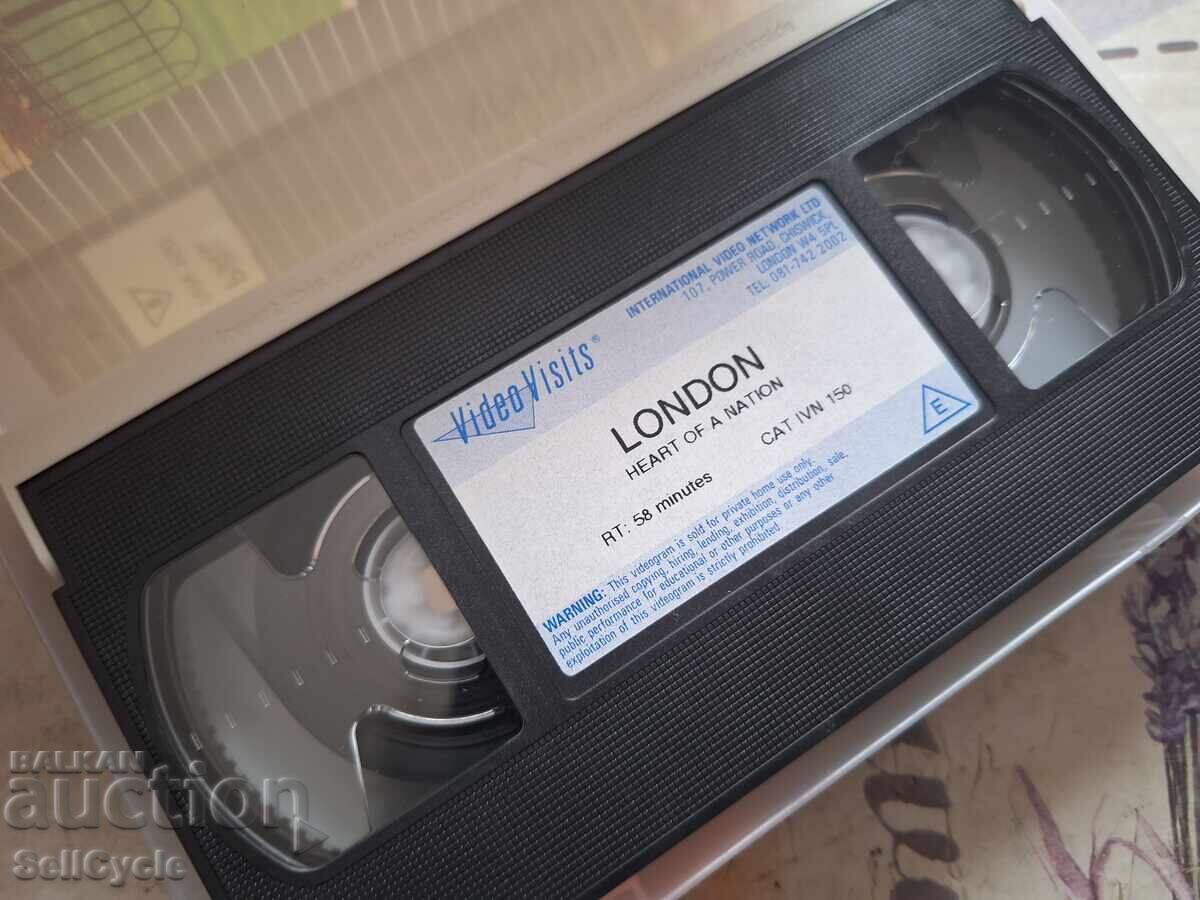 VideoVisits®
INTERNATIONAL VIDEO NETWORK LTD
107, POWER ROAD, CHISWICK,
LONDON W4 5PL
TEL: 081-742 2002
LONDON
HEART OF A NATION
RT: 58 minutes CAT IVN 150
E
WARNING: This videogram is sold for private home use only.
Any unauthorised copying, hiring, lending, exhibition, distribution, sale,
public performance for educational or other purposes or any other
exploitation of this videogram is strictly prohibited.
BALKAN
auction
SellCycle